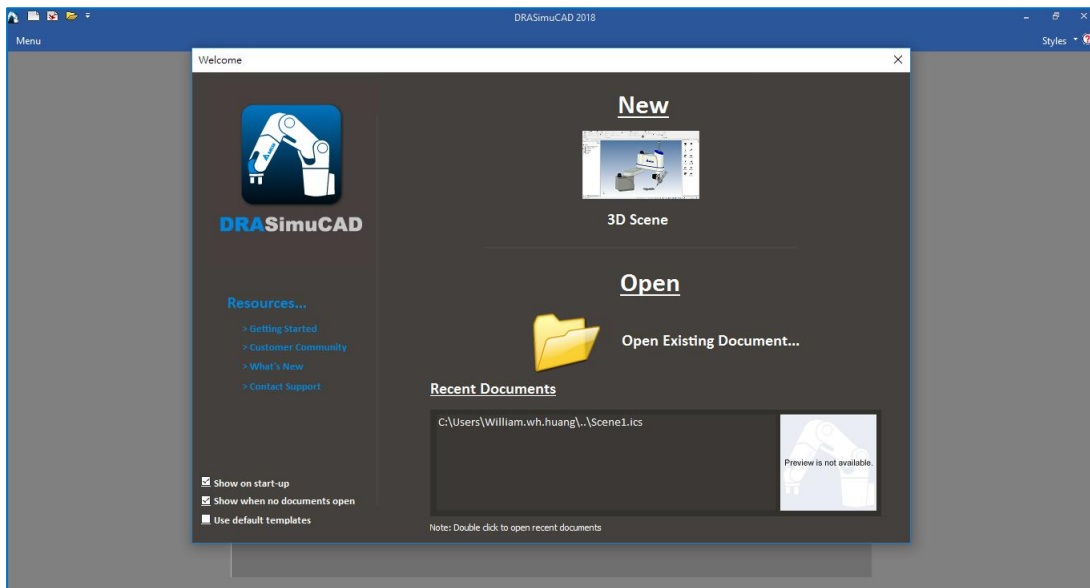 DRASimuCAD 2018
Menu
Styles
Welcome
DRASimuCAD
Resources...
> Getting Started
> Customer Community
> What's New
> Contact Support
Show on start-up
Show when no documents open
Use default templates
New
3D Scene
Open
Open Existing Document...
Recent Documents
C:\Users\William.wh.huang\..\Scene1.ics
Preview is not available.
Note: Double click to open recent documents